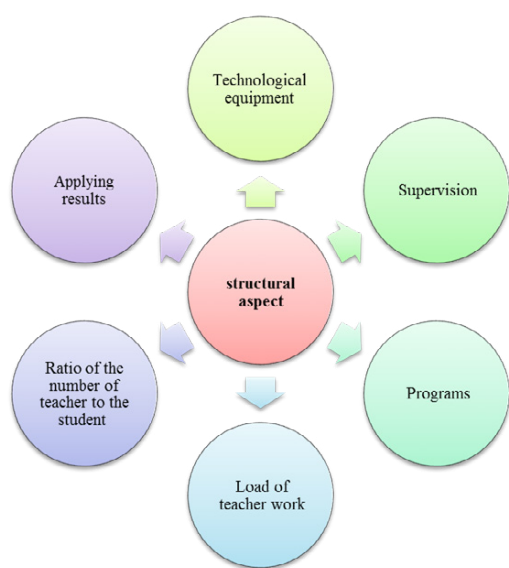 Technological
equipment
Applying
results
Supervision
structural
aspect
Ratio of the
number of
teacher to the
student
Programs
Load of
teacher work